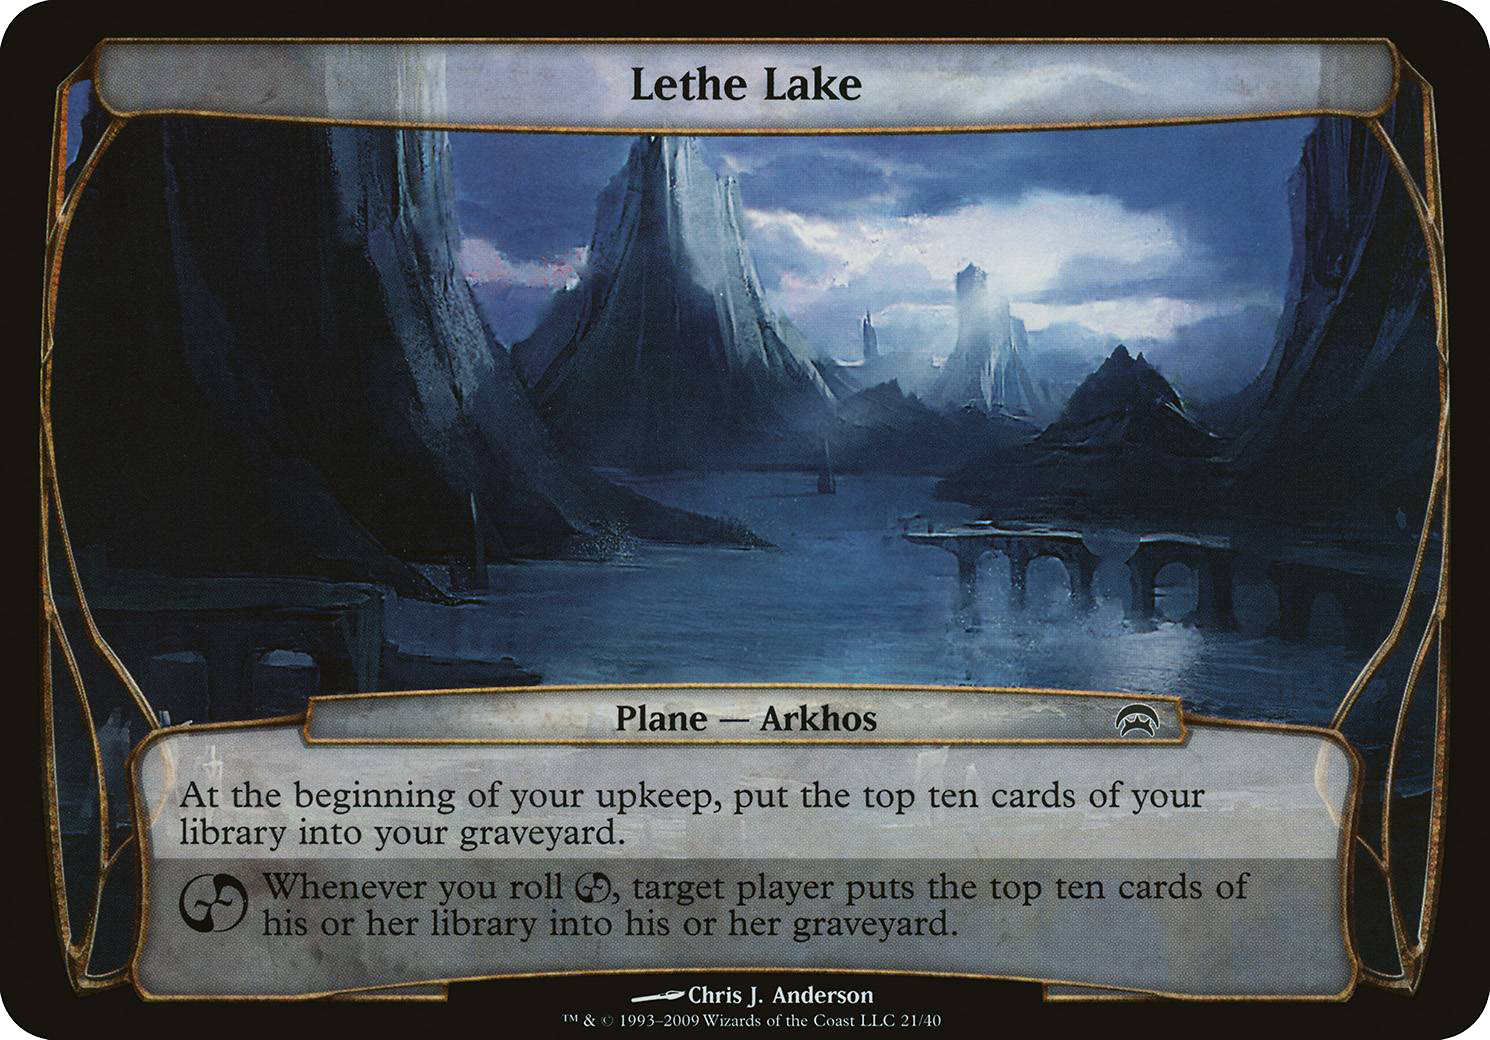 Lethe Lake
Plane — Arkhos
At the beginning of your upkeep, put the top ten cards of your
library into your graveyard.
Whenever you roll , target player puts the top ten cards of
his or her library into his or her graveyard.
Chris J. Anderson
™ & © 1993–2009 Wizards of the Coast LLC 21/40